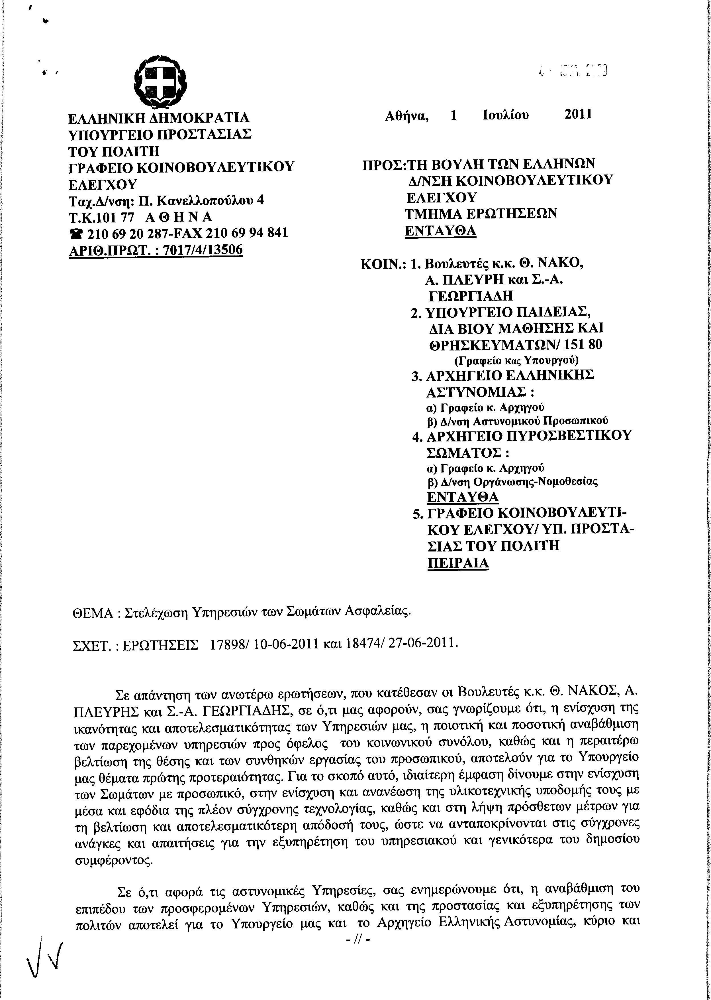 ΕΛΛΗΝΙΚΗ ΔΗΜΟΚΡΑΤΙΑ
ΥΠΟΥΡΓΕΙΟ ΠΡΟΣΤΑΣΙΑΣ
ΤΟΥ ΠΟΛΙΤΗ
ΓΡΑΦΕΙΟ ΚΟΙΝΟΒΟΥΛΕΥΤΙΚΟΥ
ΕΛΕΓΧΟΥ
Ταχ.Δ/νση: Π. Κανελλοπούλου 4
Τ.Κ.101 77 Α Θ Η Ν Α
☎ 210 69 20 287-FAX 210 69 94 841
ΑΡΙΘ.ΠΡΩΤ. : 7017/4/13506
Αθήνα, 1 Ιουλίου 2011
ΠΡΟΣ:ΤΗ ΒΟΥΛΗ ΤΩΝ ΕΛΛΗΝΩΝ
Δ/ΝΣΗ ΚΟΙΝΟΒΟΥΛΕΥΤΙΚΟΥ
ΕΛΕΓΧΟΥ
ΤΜΗΜΑ ΕΡΩΤΗΣΕΩΝ
ΕΝΤΑΥΘΑ
ΚΟΙΝ.: 1. Βουλευτές κ.κ. Θ. ΝΑΚΟ,
Α. ΠΛΕΥΡΗ και Σ.-Α.
ΓΕΩΡΓΙΑΔΗ
2. ΥΠΟΥΡΓΕΙΟ ΠΑΙΔΕΙΑΣ,
ΔΙΑ ΒΙΟΥ ΜΑΘΗΣΗΣ ΚΑΙ
ΘΡΗΣΚΕΥΜΑΤΩΝ/ 151 80
(Γραφείο κας Υπουργού)
3. ΑΡΧΗΓΕΙΟ ΕΛΛΗΝΙΚΗΣ
ΑΣΤΥΝΟΜΙΑΣ :
α) Γραφείο κ. Αρχηγού
β) Δ/νση Αστυνομικού Προσωπικού
4. ΑΡΧΗΓΕΙΟ ΠΥΡΟΣΒΕΣΤΙΚΟΥ
ΣΩΜΑΤΟΣ :
α) Γραφείο κ. Αρχηγού
β) Δ/νση Οργάνωσης-Νομοθεσίας
ΕΝΤΑΥΘΑ
5. ΓΡΑΦΕΙΟ ΚΟΙΝΟΒΟΥΛΕΥΤΙ-
ΚΟΥ ΕΛΕΓΧΟΥ/ ΥΠ. ΠΡΟΣΤΑ-
ΣΙΑΣ ΤΟΥ ΠΟΛΙΤΗ
ΠΕΙΡΑΙΑ
ΘΕΜΑ : Στελέχωση Υπηρεσιών των Σωμάτων Ασφαλείας.
ΣΧΕΤ. : ΕΡΩΤΗΣΕΙΣ 17898/ 10-06-2011 και 18474/ 27-06-2011.
Σε απάντηση των ανωτέρω ερωτήσεων, που κατέθεσαν οι Βουλευτές κ.κ. Θ. ΝΑΚΟΣ, Α.
ΠΛΕΥΡΗΣ και Σ.-Α. ΓΕΩΡΓΙΑΔΗΣ, σε ό,τι μας αφορούν, σας γνωρίζουμε ότι, η ενίσχυση της
ικανότητας και αποτελεσματικότητας των Υπηρεσιών μας, η ποιοτική και ποσοτική αναβάθμιση
των παρεχομένων υπηρεσιών προς όφελος του κοινωνικού συνόλου, καθώς και η περαιτέρω
βελτίωση της θέσης και των συνθηκών εργασίας του προσωπικού, αποτελούν για το Υπουργείο
μας θέματα πρώτης προτεραιότητας. Για το σκοπό αυτό, ιδιαίτερη έμφαση δίνουμε στην ενίσχυση
των Σωμάτων με προσωπικό, στην ενίσχυση και ανανέωση της υλικοτεχνικής υποδομής τους με
μέσα και εφόδια της πλέον σύγχρονης τεχνολογίας, καθώς και στη λήψη πρόσθετων μέτρων για
τη βελτίωση και αποτελεσματικότερη απόδοσή τους, ώστε να ανταποκρίνονται στις σύγχρονες
ανάγκες και απαιτήσεις για την εξυπηρέτηση του υπηρεσιακού και γενικότερα του δημοσίου
συμφέροντος.
Σε ό,τι αφορά τις αστυνομικές Υπηρεσίες, σας ενημερώνουμε ότι, η αναβάθμιση του
επιπέδου των προσφερομένων Υπηρεσιών, καθώς και της προστασίας και εξυπηρέτησης των
πολιτών αποτελεί για το Υπουργείο μας και το Αρχηγείο Ελληνικής Αστυνομίας, κύριο και
- // -